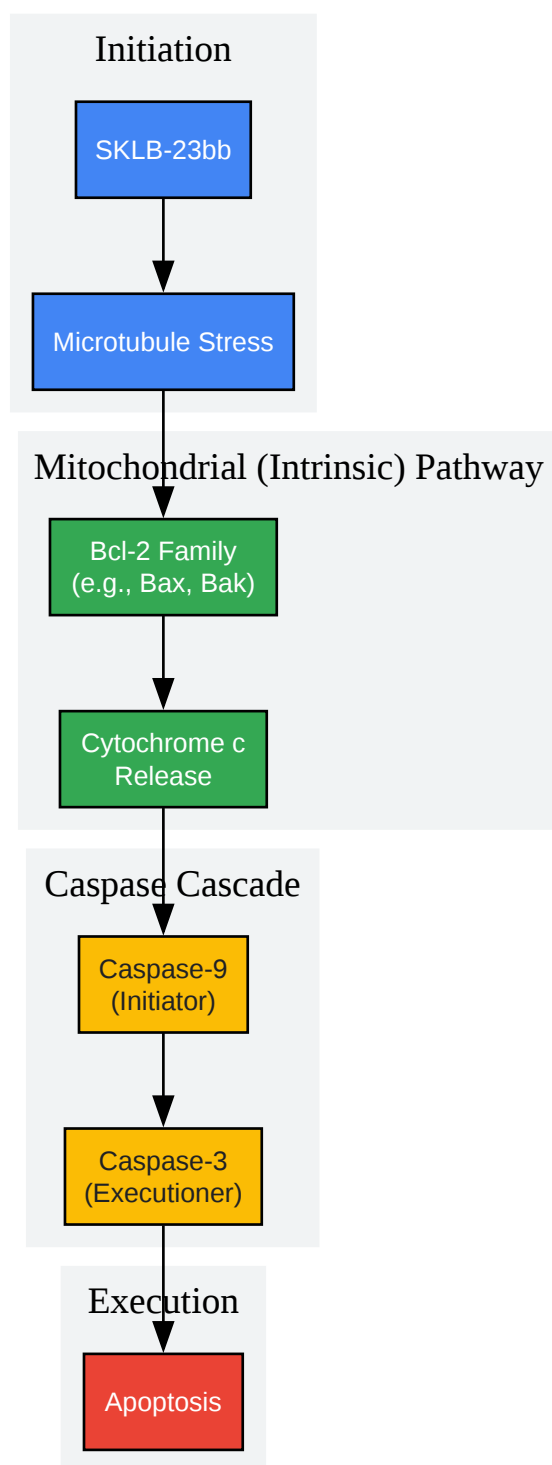 Initiation
SKLB-23bb
Microtubule Stress
Mitochondrial (Intrinsic) Pathway
Bcl-2 Family
(e.g., Bax, Bak)
Cytochrome c
Release
Caspase Cascade
Caspase-9
(Initiator)
Caspase-3
(Executioner)
Execution
Apoptosis